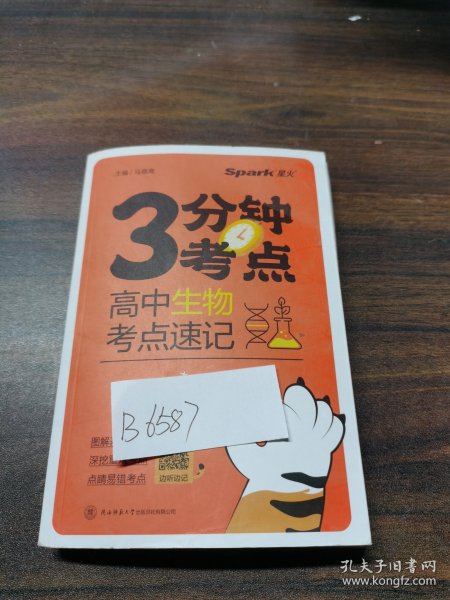 主编/马德高
Spark 星火
3分钟
考点
高中生物
考点速记
B6587
图解
深挖
点睛易错考点
边听边记
陕西师范大学出版总社有限公司
孔夫子旧书网
www.kongfz.com